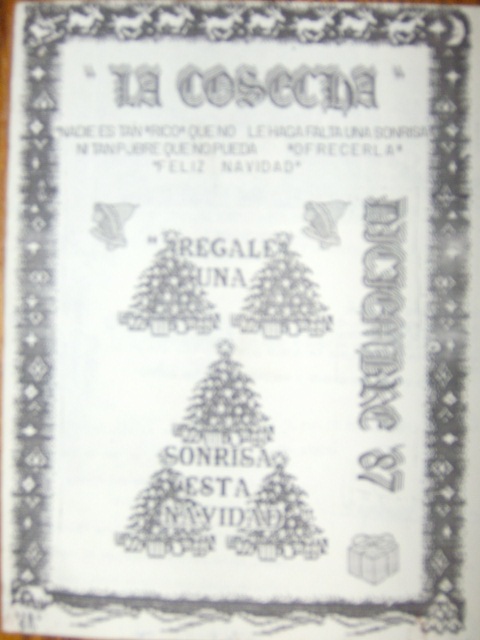 " LA COSECHA "
"NADIE ES TAN *RICO* QUE NO LE HAGA FALTA UNA SONRISA
NI TAN PUBRE QUE NO PUEDA *OFRECERLA*
*FELIZ NAVIDAD*
" REGALE
UNA
SONRISA
ESTA
NAVIDAD
DICIEMBRE '87